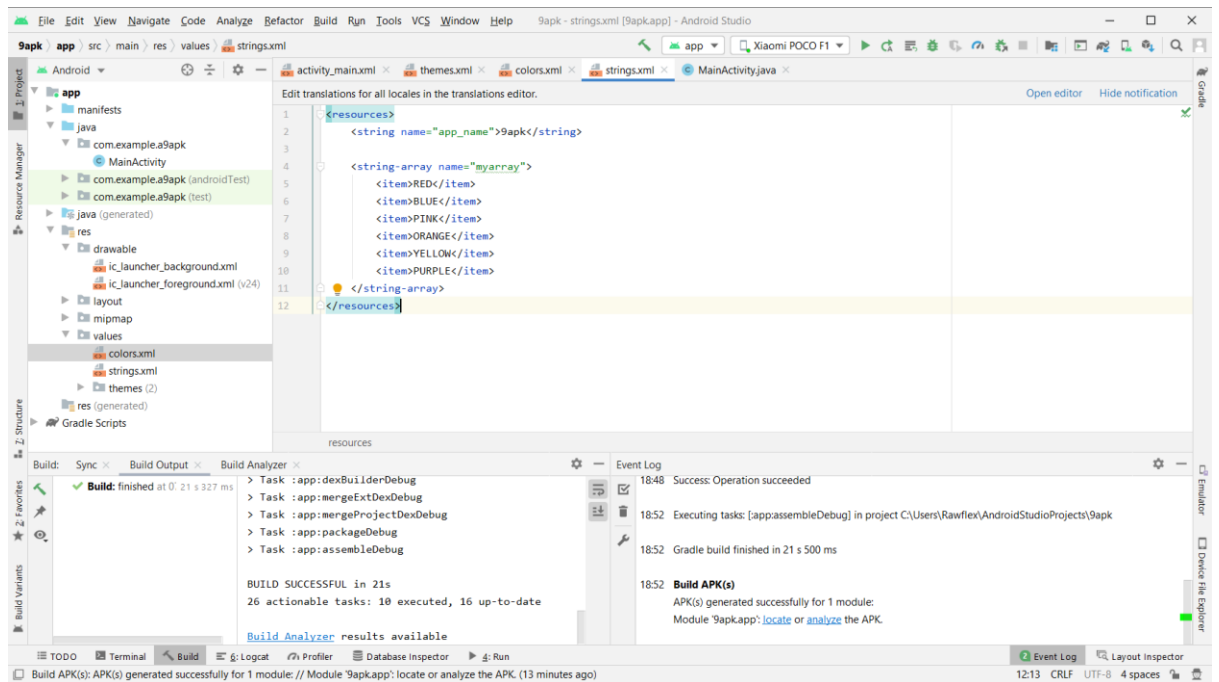 File Edit View Navigate Code Analyze Refactor Build Run Tools VCS Window Help 9apk - strings.xml [9apk.app] - Android Studio
9apk app src main res values strings.xml app Xiaomi POCO F1
Android
activity_main.xml themes.xml colors.xml strings.xml MainActivity.java
1: Project
Resource Manager
Z: Structure
2: Favorites
Build Variants
app
manifests
java
com.example.a9apk
MainActivity
com.example.a9apk (androidTest)
com.example.a9apk (test)
java (generated)
res
drawable
ic_launcher_background.xml
ic_launcher_foreground.xml (v24)
layout
mipmap
values
colors.xml
strings.xml
themes (2)
res (generated)
Gradle Scripts
Edit translations for all locales in the translations editor. Open editor Hide notification
1 <resources>
2 <string name="app_name">9apk</string>
3
4 <string-array name="myarray">
5 <item>RED</item>
6 <item>BLUE</item>
7 <item>PINK</item>
8 <item>ORANGE</item>
9 <item>YELLOW</item>
10 <item>PURPLE</item>
11 </string-array>
12 </resources>
resources
Gradle
Emulator
Device File Explorer
Build: Sync Build Output Build Analyzer
Build: finished at 0: 21 s 327 ms
> Task :app:dexBuilderDebug
> Task :app:mergeExtDexDebug
> Task :app:mergeProjectDexDebug
> Task :app:packageDebug
> Task :app:assembleDebug
BUILD SUCCESSFUL in 21s
26 actionable tasks: 10 executed, 16 up-to-date
Build Analyzer results available
Event Log
18:48 Success: Operation succeeded
18:52 Executing tasks: [:app:assembleDebug] in project C:\Users\Rawflex\AndroidStudioProjects\9apk
18:52 Gradle build finished in 21 s 500 ms
18:52 Build APK(s)
APK(s) generated successfully for 1 module:
Module '9apk.app': locate or analyze the APK.
TODO Terminal Build 6: Logcat Profiler Database Inspector 4: Run 2 Event Log Layout Inspector
Build APK(s): APK(s) generated successfully for 1 module: // Module '9apk.app': locate or analyze the APK. (13 minutes ago) 12:13 CRLF UTF-8 4 spaces